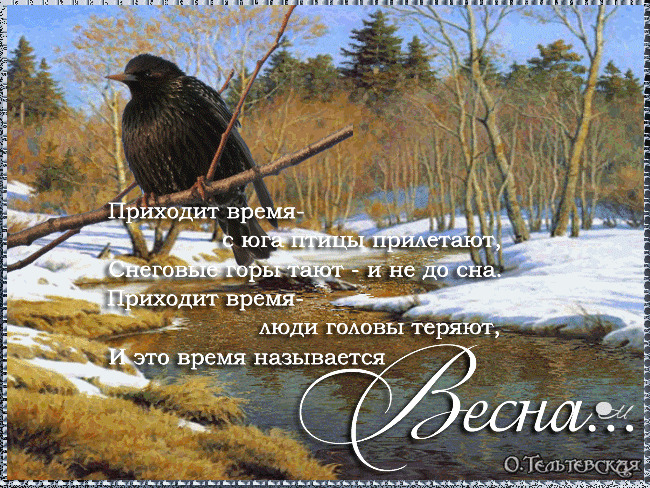 Приходит время-
с юга птицы прилетают,
Снеговые горы тают - и не до сна.
Приходит время-
люди головы теряют,
И это время называется
Весна...
О.Тельтевская